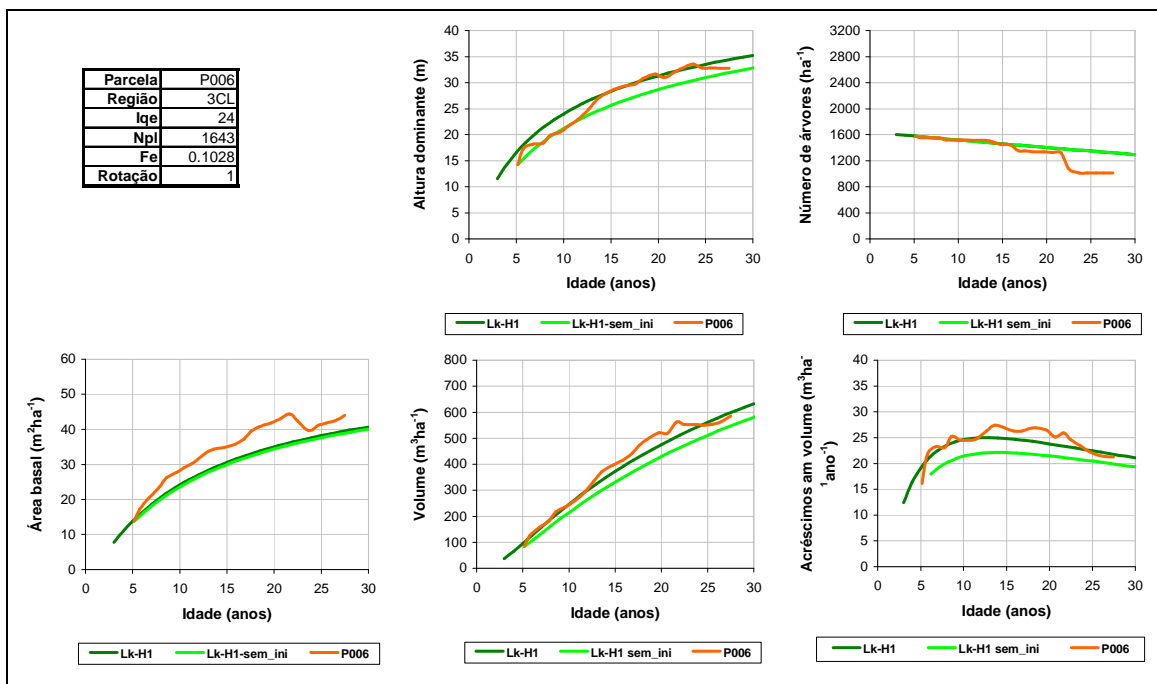 Parcela P006
Região 3CL
Iqe 24
Npl 1643
Fe 0.1028
Rotação 1
Altura dominante (m)
40
35
30
25
20
15
10
5
0
0 5 10 15 20 25 30
Idade (anos)
Lk-H1 Lk-H1-sem_ini P006
Número de árvores (ha-1)
3200
2800
2400
2000
1600
1200
800
400
0
0 5 10 15 20 25 30
Idade (anos)
Lk-H1 Lk-H1 sem_ini P006
Área basal (m²ha-1)
60
50
40
30
20
10
0
0 5 10 15 20 25 30
Idade (anos)
Lk-H1 Lk-H1-sem_ini P006
Volume (m³ha-1)
800
700
600
500
400
300
200
100
0
0 5 10 15 20 25 30
Idade (anos)
Lk-H1 Lk-H1 sem_ini P006
Acréscimos am volume (m³ha-
1ano-1)
40
35
30
25
20
15
10
5
0
0 5 10 15 20 25 30
Idade (anos)
Lk-H1 Lk-H1 sem_ini P006